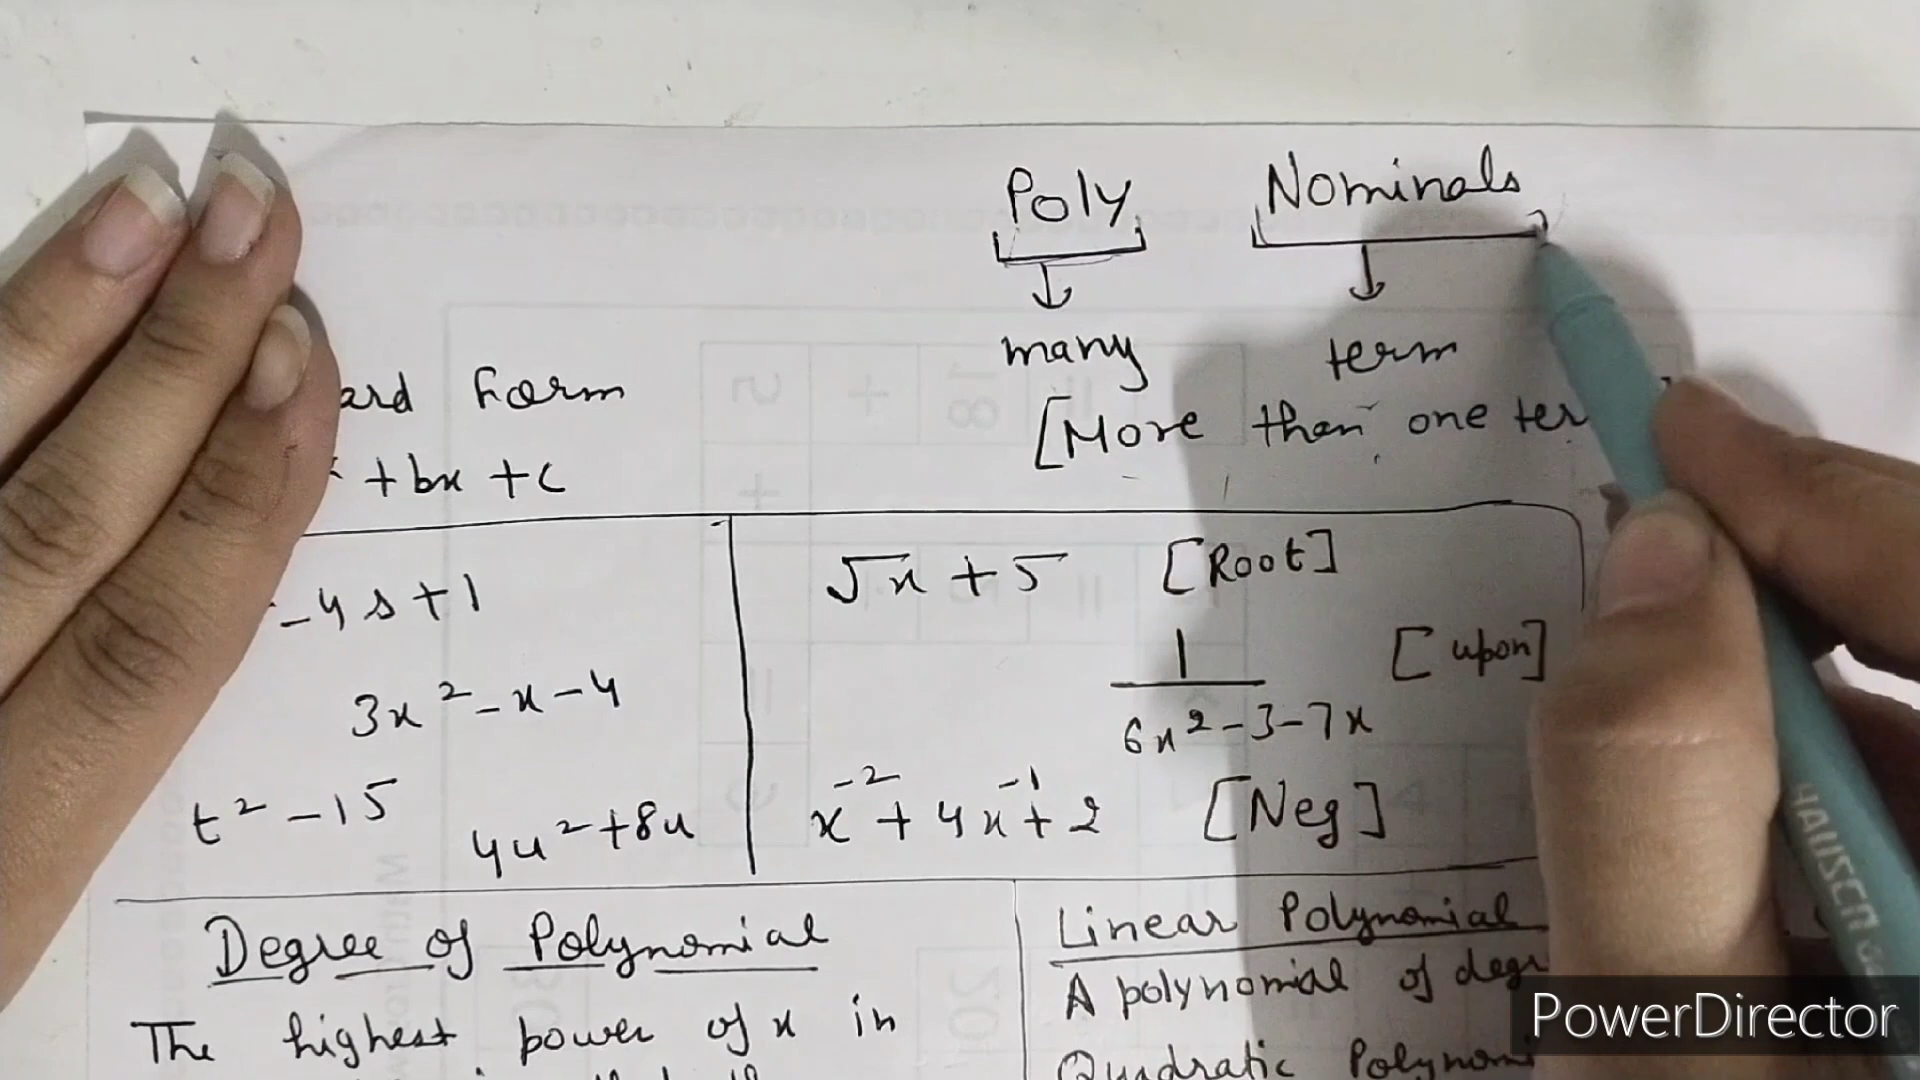 Poly Nominals
many term
[More than one ter
ard form
+bx +c
-4s+1
3x² -x-4
t² -15
4u²+8u
√x +5 [Root]
1
6x²-3-7x
[upon]
x⁻² + 4x⁻¹+2 [Neg]
Degree of Polynomial
The highest power of x in
Linear Polynomial
A polynomial of degr
Quadratic Polynomi
HAUSER
PowerDirector